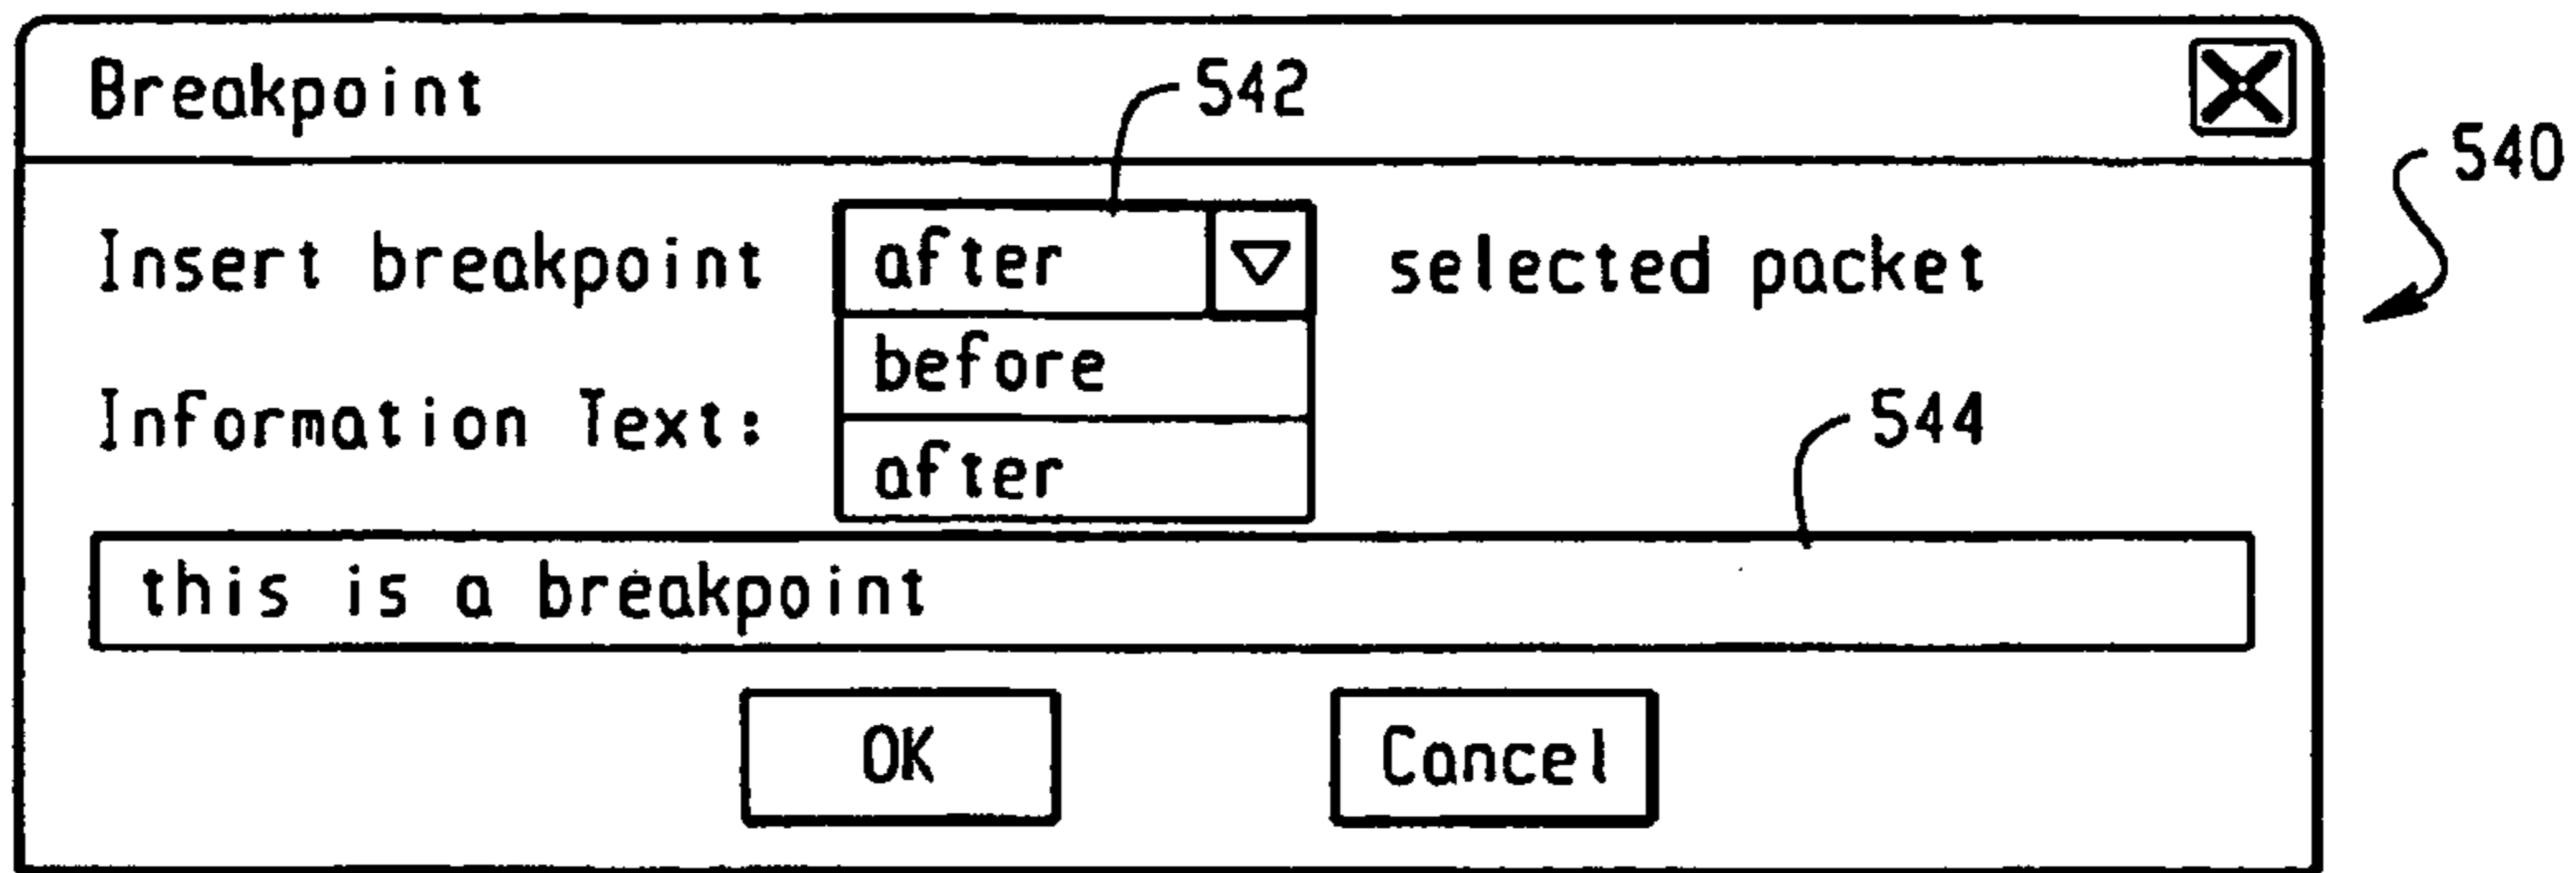 Breakpoint
542
540
Insert breakpoint after selected packet
before
Information Text:
544
after
this is a breakpoint
OK Cancel